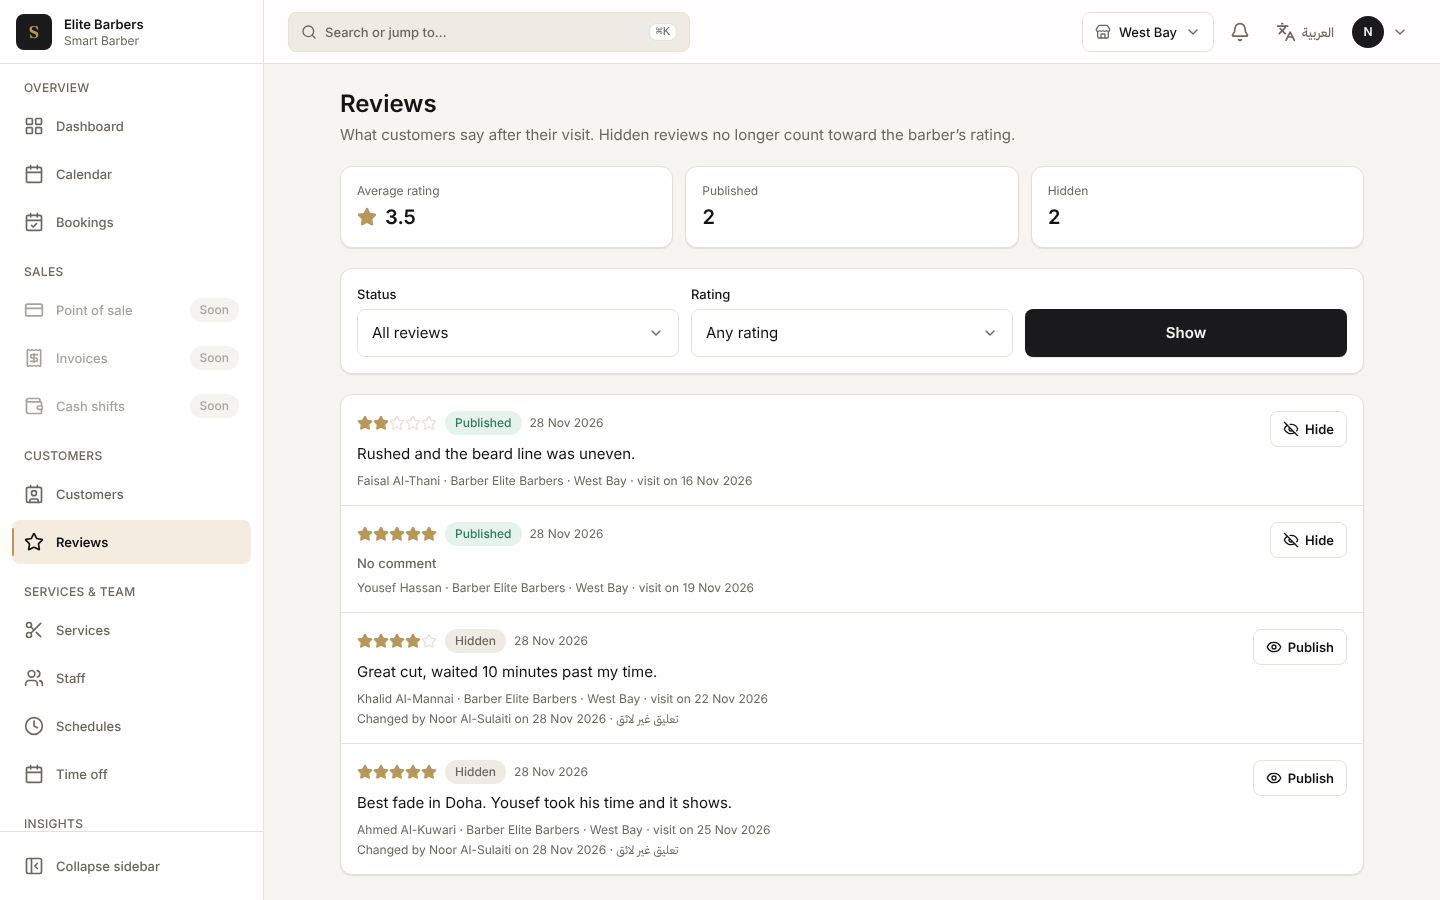 S
Elite Barbers
Smart Barber
Search or jump to...
⌘K
West Bay
العربية
N
OVERVIEW
Dashboard
Calendar
Bookings
SALES
Point of sale
Soon
Invoices
Soon
Cash shifts
Soon
CUSTOMERS
Customers
Reviews
SERVICES & TEAM
Services
Staff
Schedules
Time off
INSIGHTS
Collapse sidebar
Reviews
What customers say after their visit. Hidden reviews no longer count toward the barber’s rating.
Average rating
3.5
Published
2
Hidden
2
Status
All reviews
Rating
Any rating
Show
Published 28 Nov 2026
Hide
Rushed and the beard line was uneven.
Faisal Al-Thani · Barber Elite Barbers · West Bay · visit on 16 Nov 2026
Published 28 Nov 2026
Hide
No comment
Yousef Hassan · Barber Elite Barbers · West Bay · visit on 19 Nov 2026
Hidden 28 Nov 2026
Publish
Great cut, waited 10 minutes past my time.
Khalid Al-Mannai · Barber Elite Barbers · West Bay · visit on 22 Nov 2026
Changed by Noor Al-Sulaiti on 28 Nov 2026 · تعليق غير لائق
Hidden 28 Nov 2026
Publish
Best fade in Doha. Yousef took his time and it shows.
Ahmed Al-Kuwari · Barber Elite Barbers · West Bay · visit on 25 Nov 2026
Changed by Noor Al-Sulaiti on 28 Nov 2026 · تعليق غير لائق